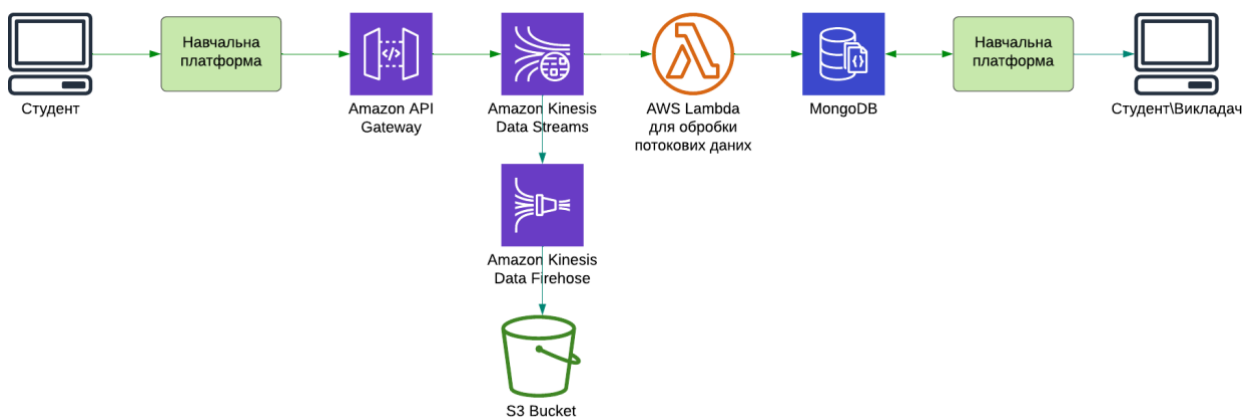 Студент
Навчальна
платформа
Amazon API
Gateway
Amazon Kinesis
Data Streams
AWS Lambda
для обробки
потокових даних
MongoDB
Навчальна
платформа
Студент\Викладач
Amazon Kinesis
Data Firehose
S3 Bucket